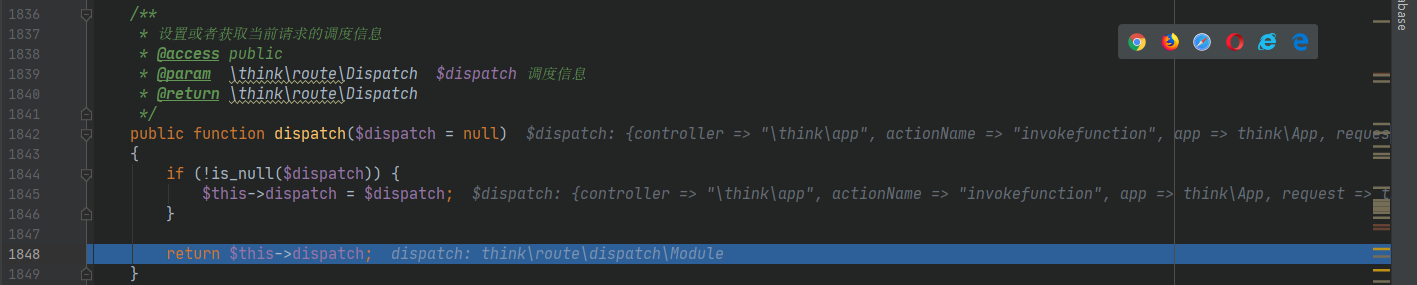 abase
1836 /**
1837 * 设置或者获取当前请求的调度信息
1838 * @access public
1839 * @param \think\route\Dispatch $dispatch 调度信息
1840 * @return \think\route\Dispatch
1841 */
1842 public function dispatch($dispatch = null) $dispatch: {controller => "\think\app", actionName => "invokefunction", app => think\App, reques
1843 {
1844 if (!is_null($dispatch)) {
1845 $this->dispatch = $dispatch; $dispatch: {controller => "\think\app", actionName => "invokefunction", app => think\App, request => t
1846 }
1847
1848 return $this->dispatch; dispatch: think\route\dispatch\Module
1849 }